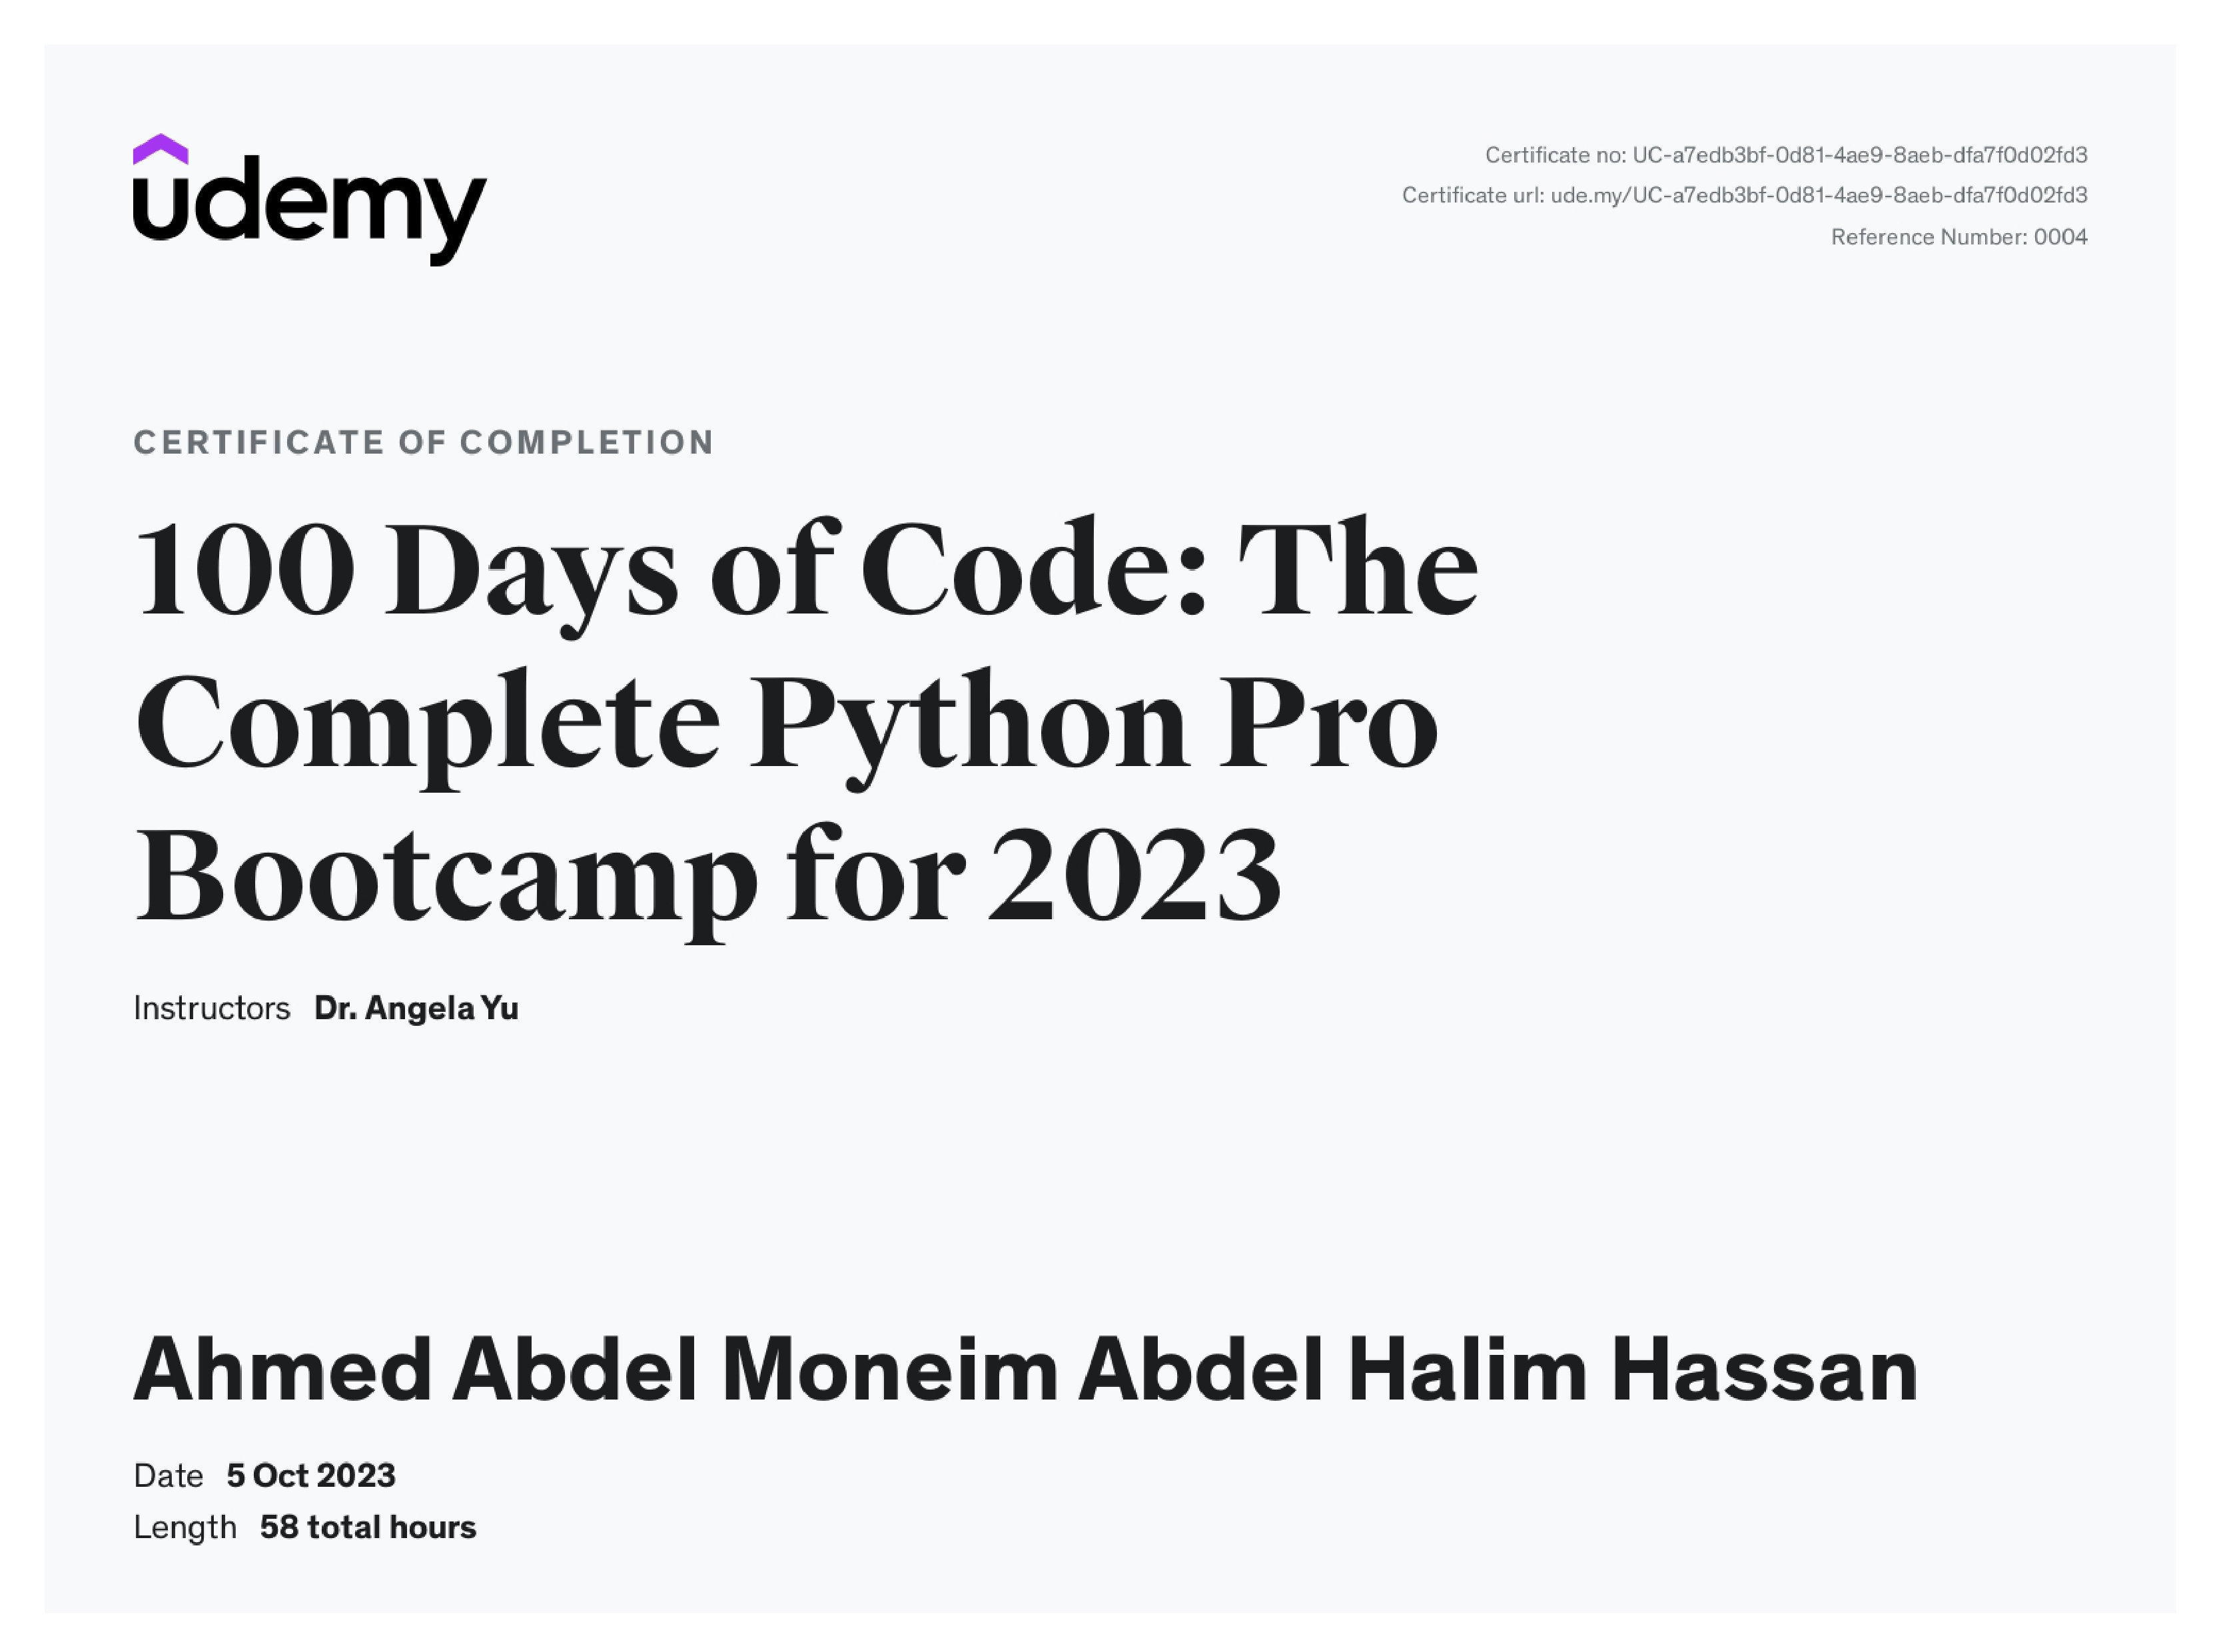 udemy
Certificate no: UC-a7edb3bf-0d81-4ae9-8aeb-dfa7f0d02fd3
Certificate url: ude.my/UC-a7edb3bf-0d81-4ae9-8aeb-dfa7f0d02fd3
Reference Number: 0004
CERTIFICATE OF COMPLETION
100 Days of Code: The
Complete Python Pro
Bootcamp for 2023
Instructors Dr. Angela Yu
Ahmed Abdel Moneim Abdel Halim Hassan
Date 5 Oct 2023
Length 58 total hours